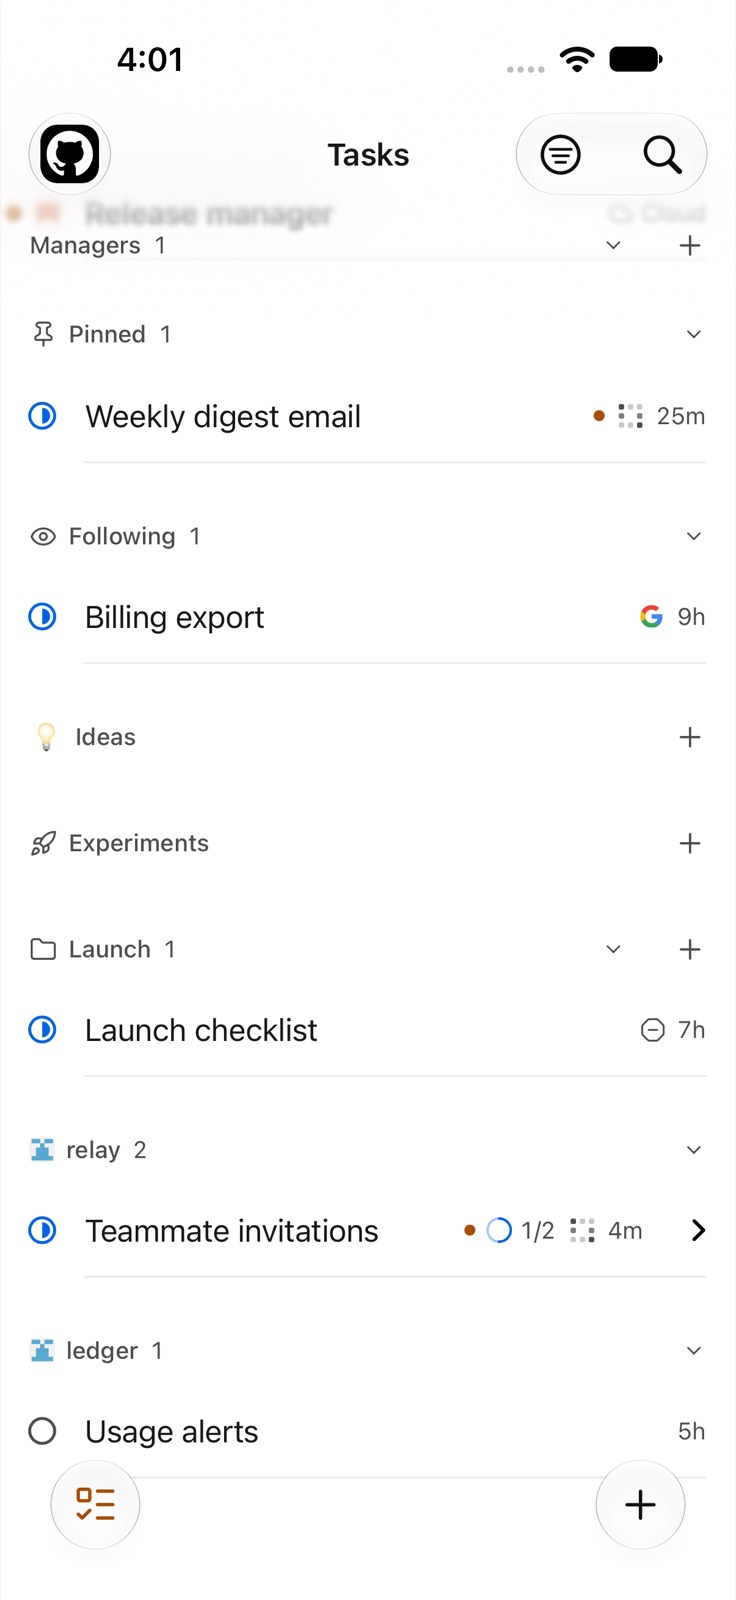 4:01
Tasks
Release manager Cloud
Managers 1
Pinned 1
Weekly digest email 25m
Following 1
Billing export 9h
Ideas
Experiments
Launch 1
Launch checklist 7h
relay 2
Teammate invitations 1/2 4m
ledger 1
Usage alerts 5h